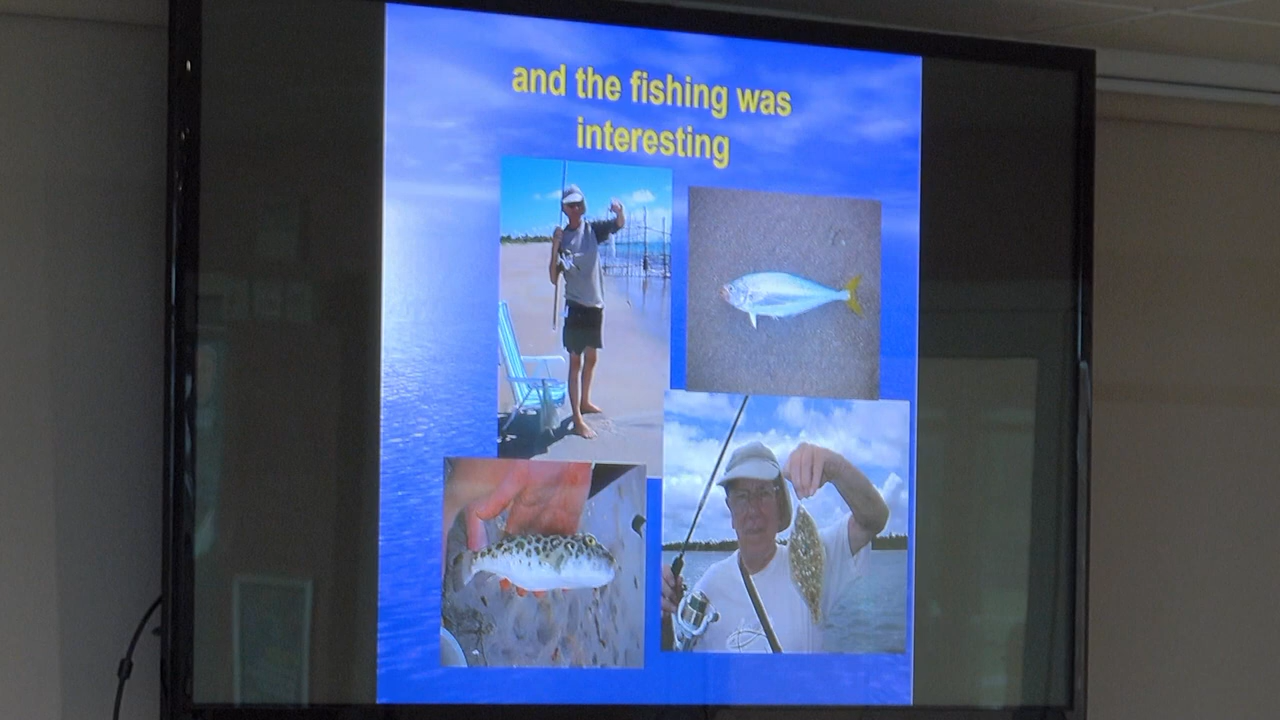 and the fishing was
interesting